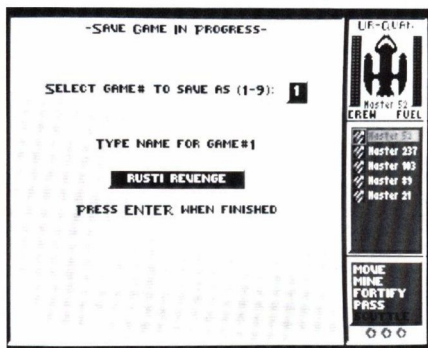 -SAVE GAME IN PROGRESS-
SELECT GAME# TO SAVE AS (1-9): 1
TYPE NAME FOR GAME#1
RUSTI REVENGE
PRESS ENTER WHEN FINISHED
UR-QUAN
Master 52
CREW FUEL
Master 52
Master 237
Master 103
Master 89
Master 21
MOVE
MINE
FORTIFY
PASS
SCUTTLE